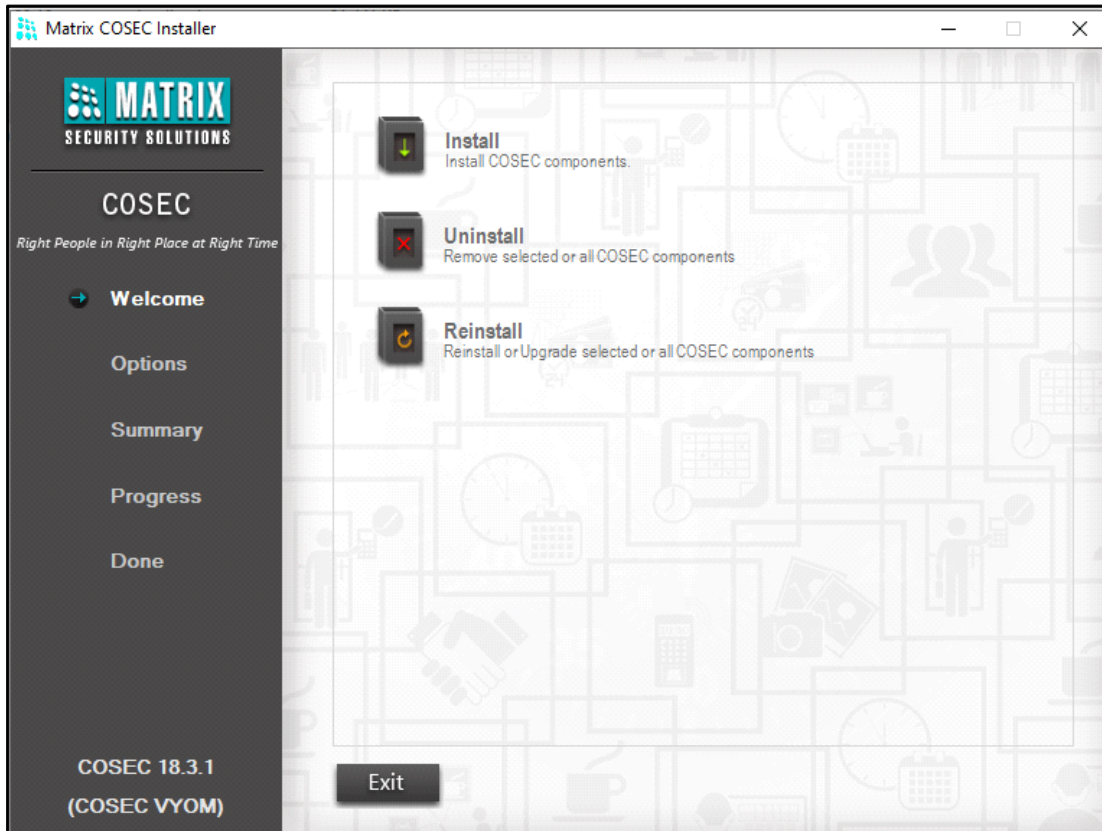 Matrix COSEC Installer
MATRIX
SECURITY SOLUTIONS
COSEC
Right People in Right Place at Right Time
Welcome
Options
Summary
Progress
Done
COSEC 18.3.1
(COSEC VYOM)
Install
Install COSEC components.
Uninstall
Remove selected or all COSEC components
Reinstall
Reinstall or Upgrade selected or all COSEC components
Exit